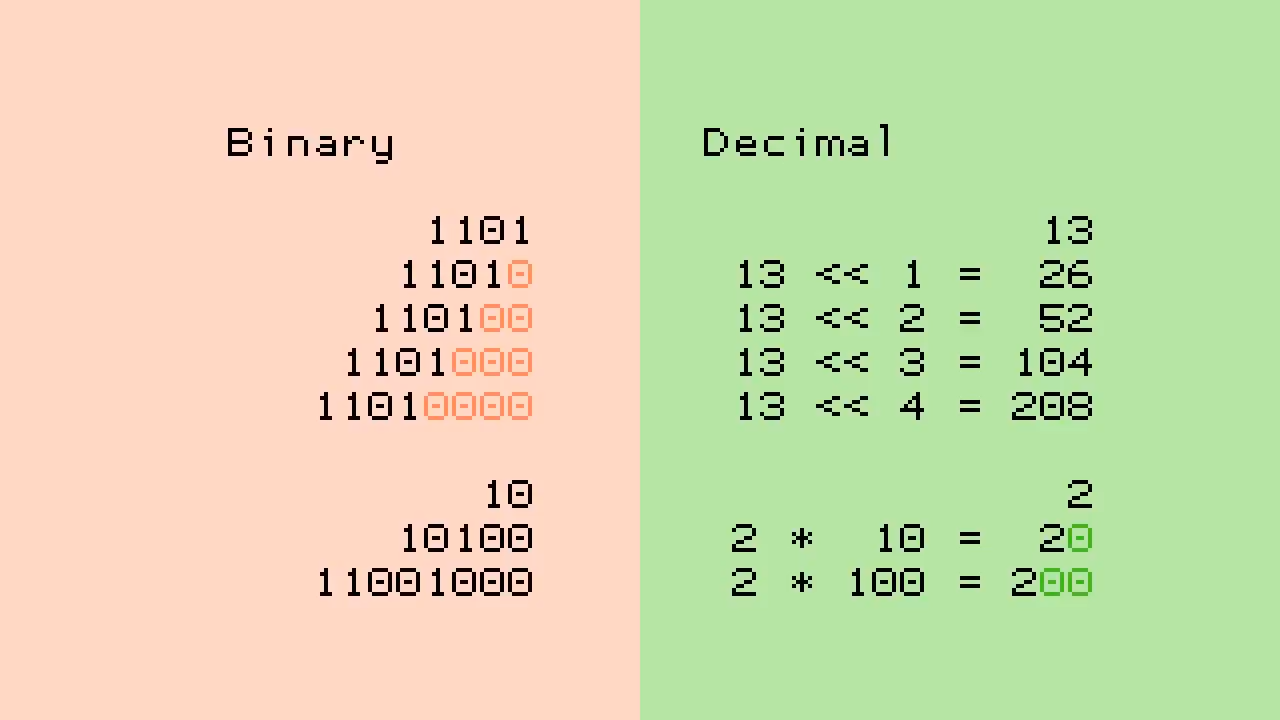 Binary Decimal
1101 13
11010 13 << 1 = 26
110100 13 << 2 = 52
1101000 13 << 3 = 104
11010000 13 << 4 = 208
10 2
10100 2 * 10 = 20
11001000 2 * 100 = 200